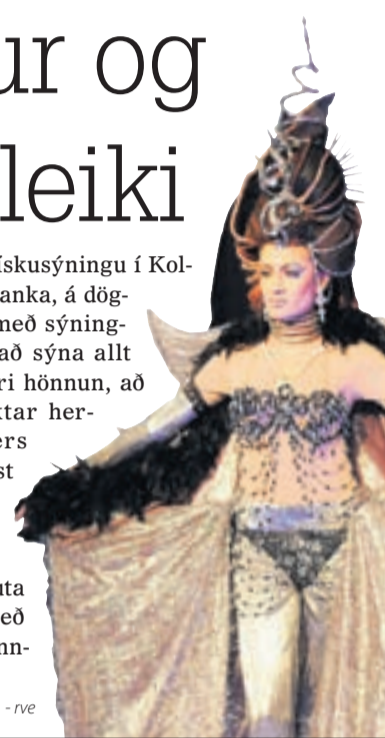 ur og
leiki
ískusýningu í Kol-
anka, á dög-
með sýning-
að sýna allt
ri hönnun, að
ktar her-
ers
st
uta
eð
nn-
- rve